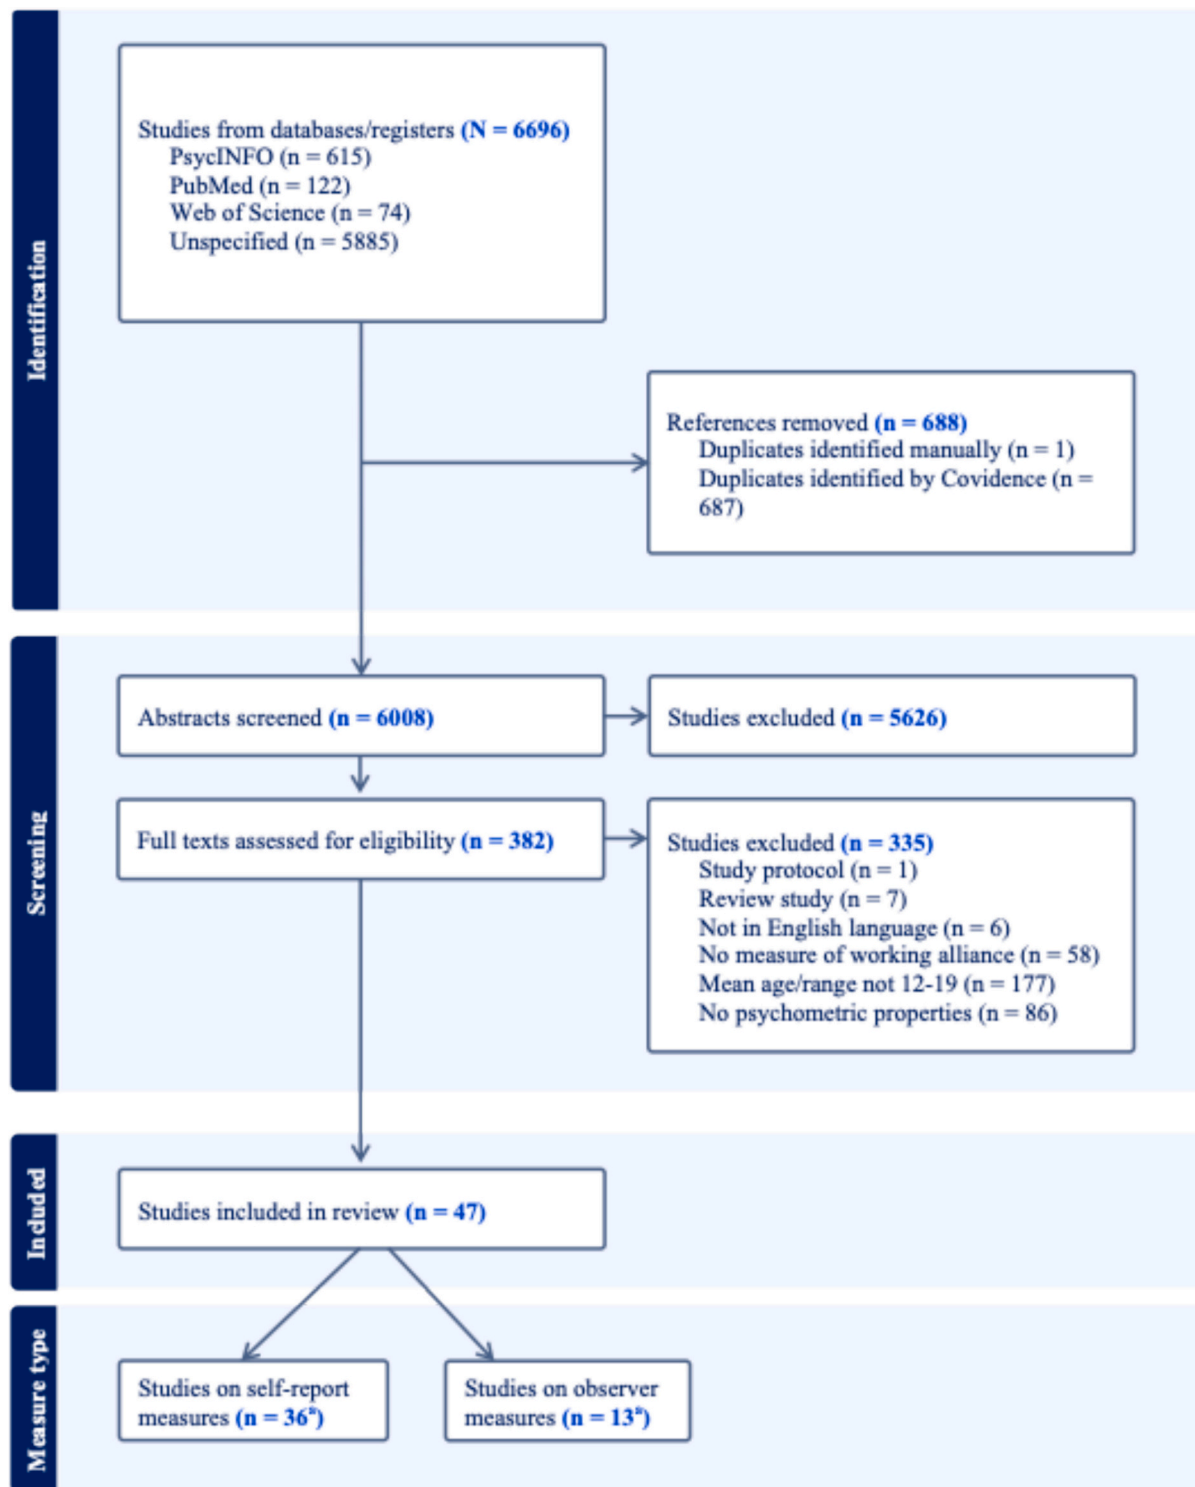 Identification
Studies from databases/registers (N = 6696)
PsycINFO (n = 615)
PubMed (n = 122)
Web of Science (n = 74)
Unspecified (n = 5885)
References removed (n = 688)
Duplicates identified manually (n = 1)
Duplicates identified by Covidence (n =
687)
Screening
Abstracts screened (n = 6008)
Studies excluded (n = 5626)
Full texts assessed for eligibility (n = 382)
Studies excluded (n = 335)
Study protocol (n = 1)
Review study (n = 7)
Not in English language (n = 6)
No measure of working alliance (n = 58)
Mean age/range not 12-19 (n = 177)
No psychometric properties (n = 86)
Included
Studies included in review (n = 47)
Measure type
Studies on self-report
measures (n = 36ª)
Studies on observer
measures (n = 13ª)